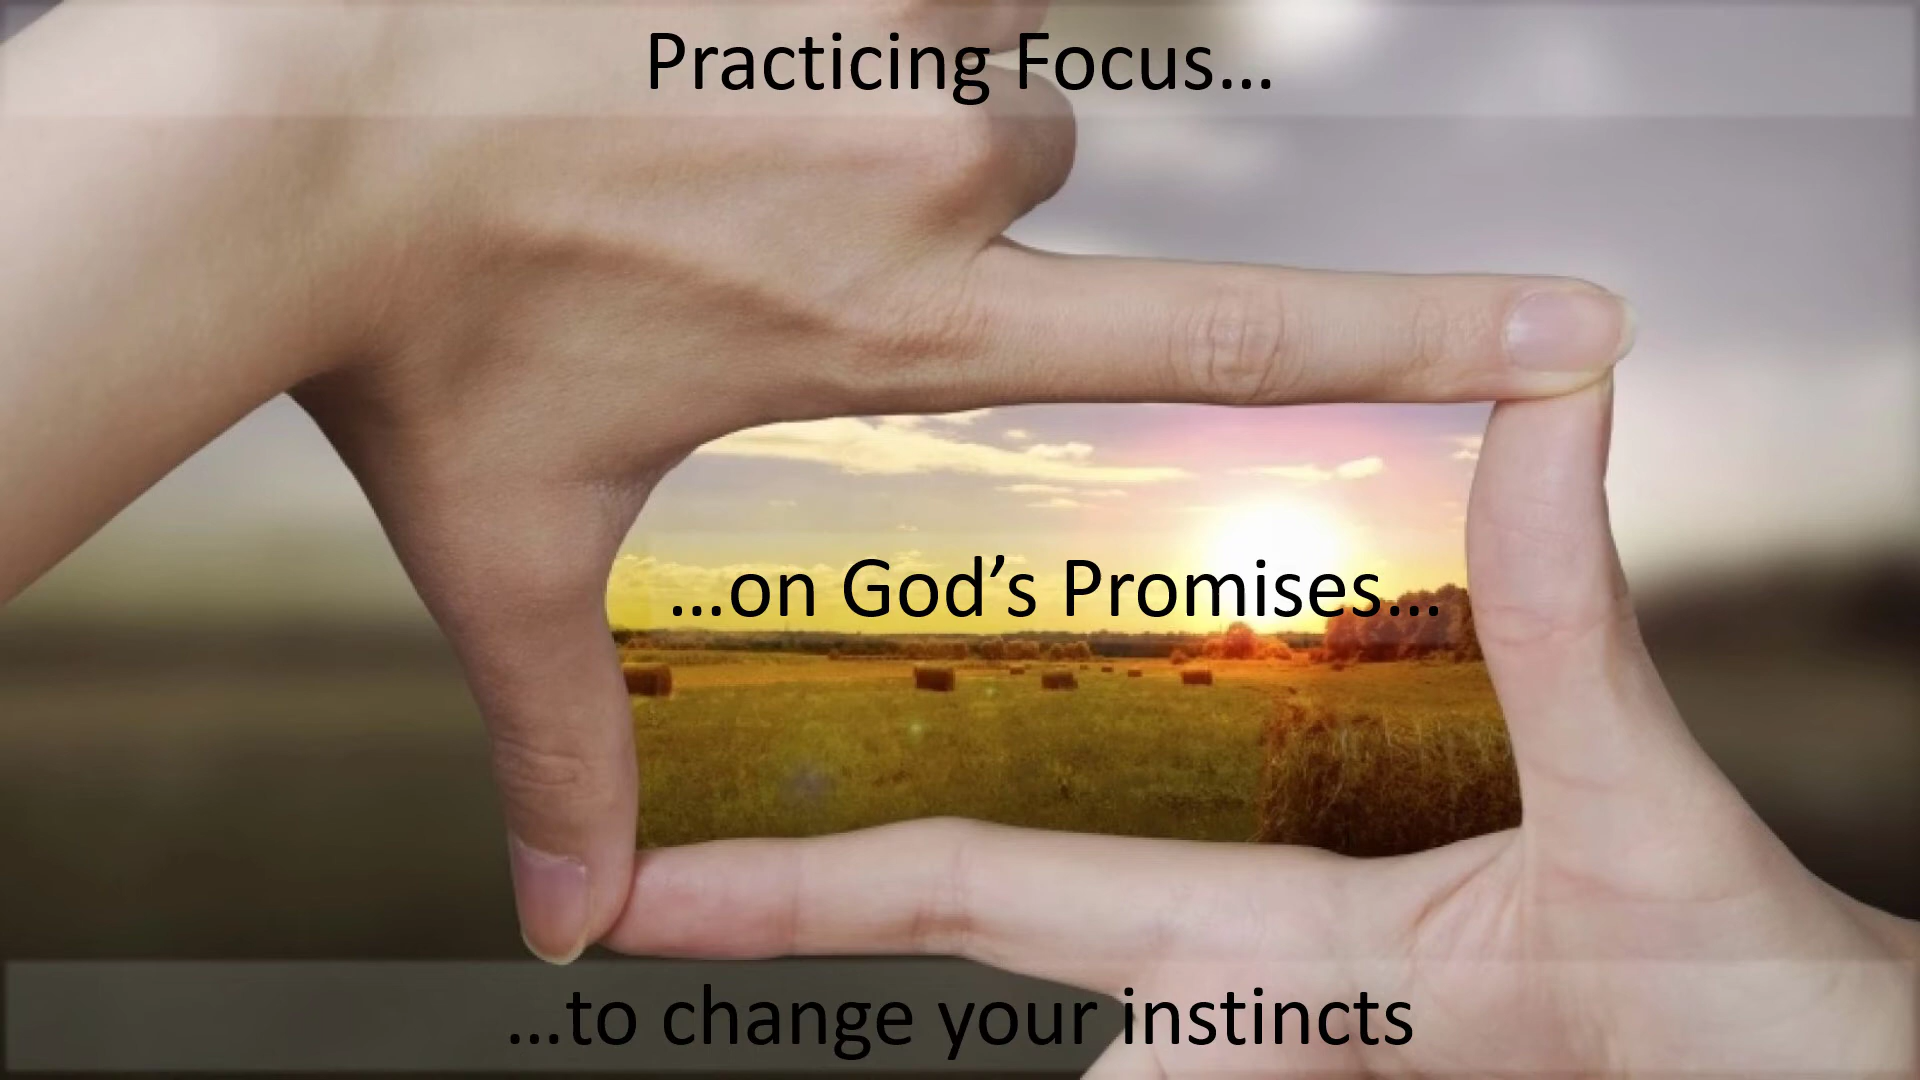 Practicing Focus…
…on God’s Promises…
…to change your instincts